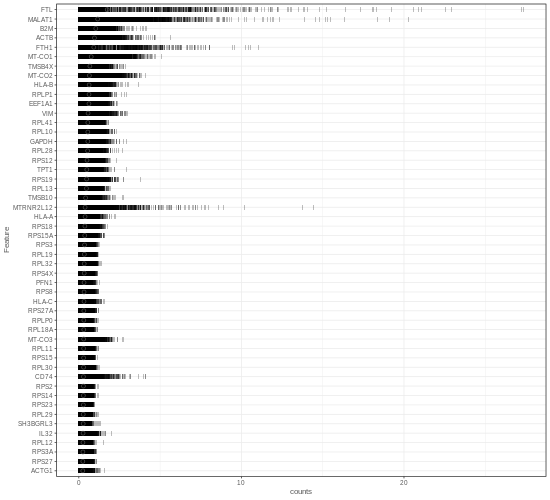 FTL
MALAT1
B2M
ACTB
FTH1
MT-CO1
TMSB4X
MT-CO2
HLA-B
RPLP1
EEF1A1
VIM
RPL41
RPL10
GAPDH
RPL28
RPS12
TPT1
RPS19
RPL13
TMSB10
MTRNR2L12
HLA-A
RPS18
RPS15A
RPS3
RPL19
RPL32
RPS4X
PFN1
RPS8
HLA-C
RPS27A
RPLP0
RPL18A
MT-CO3
RPL11
RPS15
RPL30
CD74
RPS2
RPS14
RPS23
RPL29
SH3BGRL3
IL32
RPL12
RPS3A
RPS27
ACTG1
Feature
0 10 20
counts